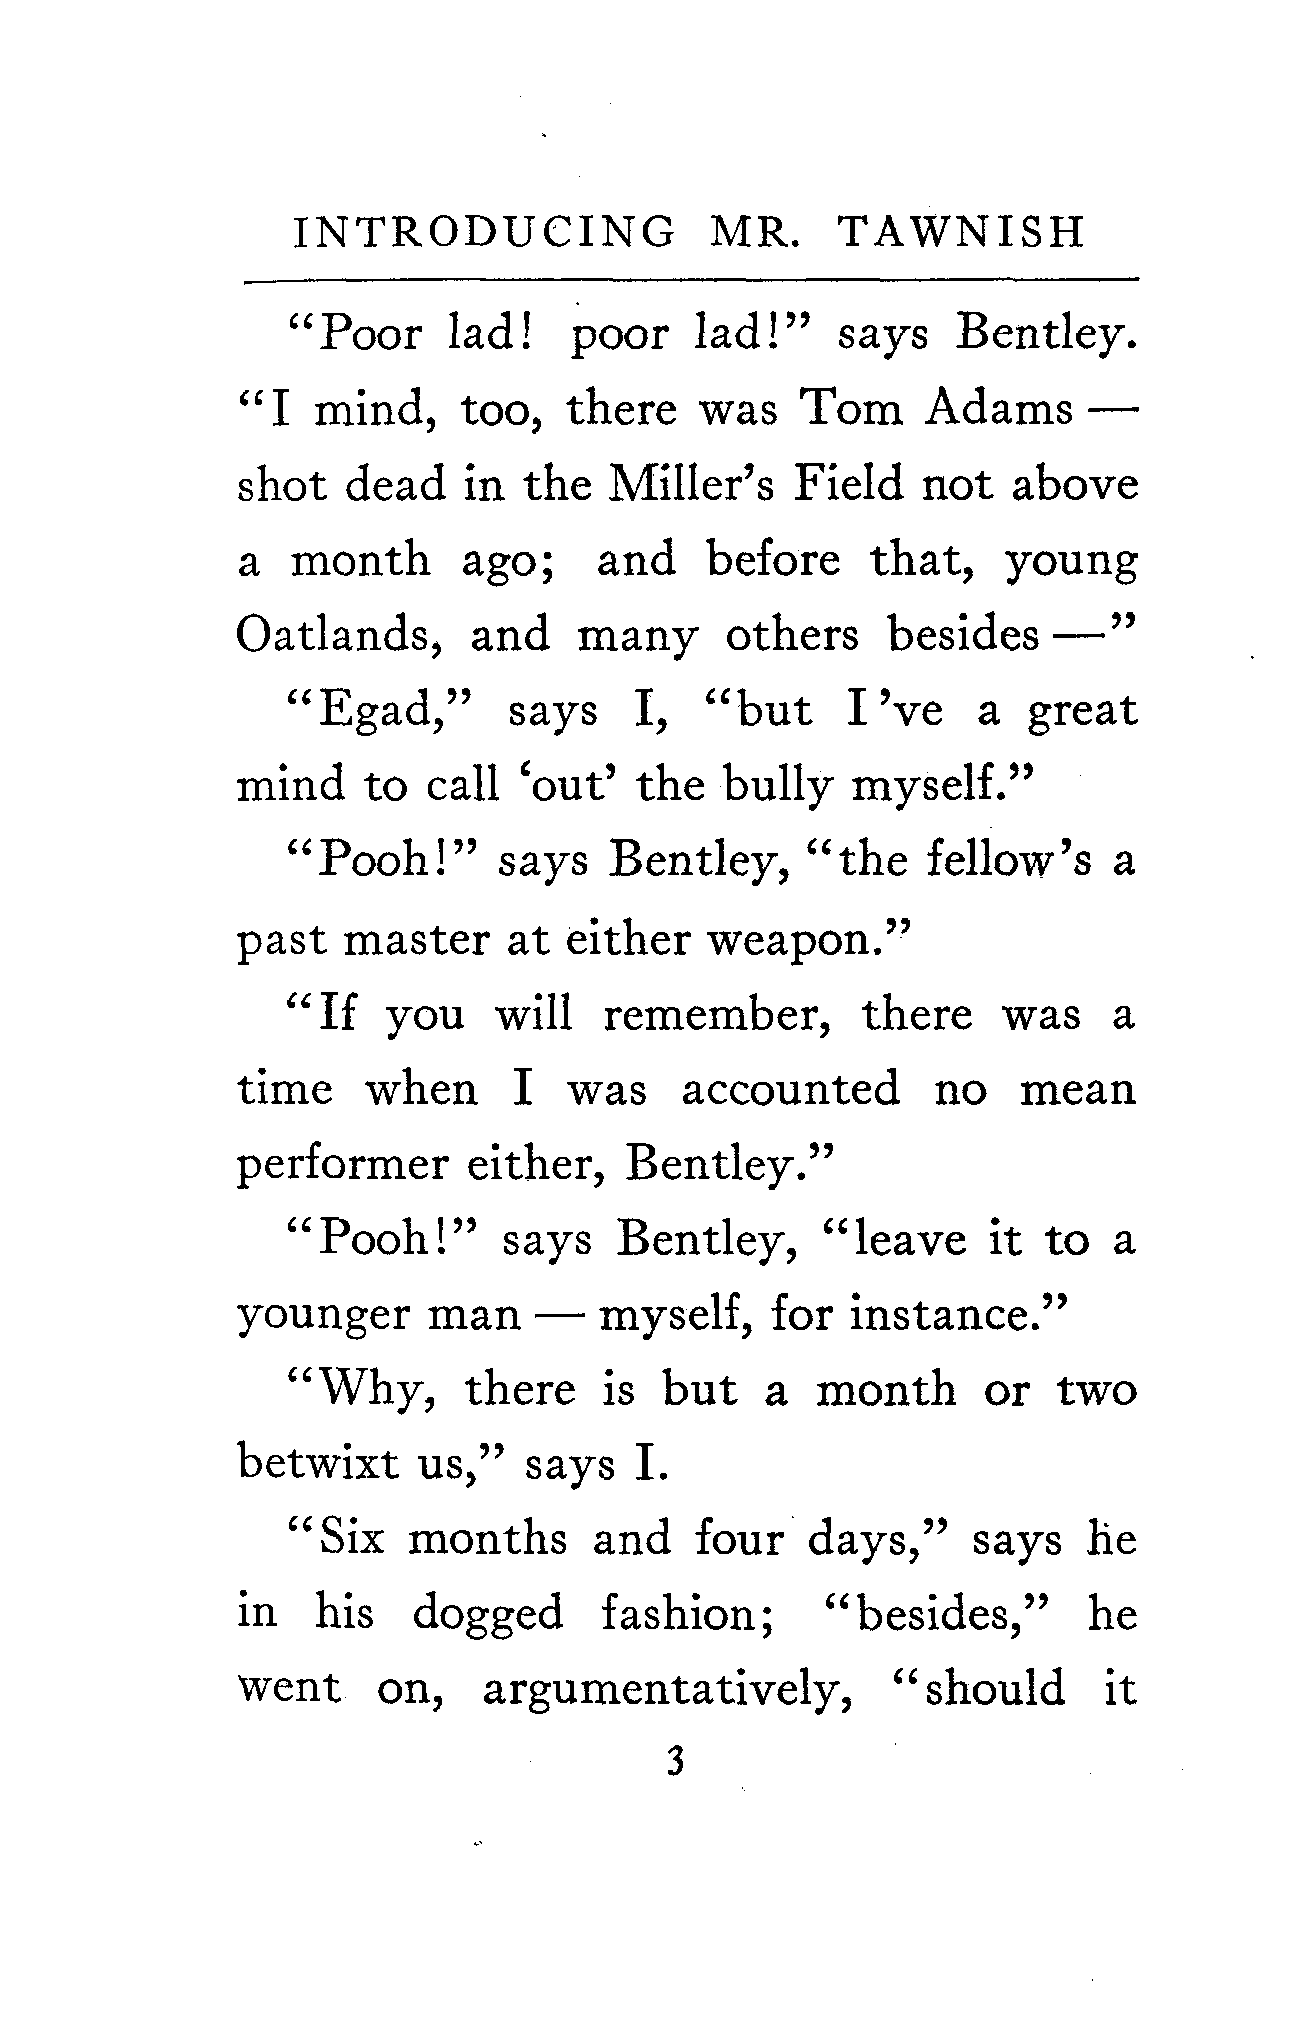 INTRODUCING MR. TAWNISH
“Poor lad! poor lad!” says Bentley.
“I mind, too, there was Tom Adams —
shot dead in the Miller’s Field not above
a month ago; and before that, young
Oatlands, and many others besides —”
“Egad,” says I, “but I ’ve a great
mind to call ‘out’ the bully myself.”
“Pooh!” says Bentley, “the fellow’s a
past master at either weapon.”
“If you will remember, there was a
time when I was accounted no mean
performer either, Bentley.”
“Pooh!” says Bentley, “leave it to a
younger man — myself, for instance.”
“Why, there is but a month or two
betwixt us,” says I.
“Six months and four days,” says he
in his dogged fashion; “besides,” he
went on, argumentatively, “should it
3